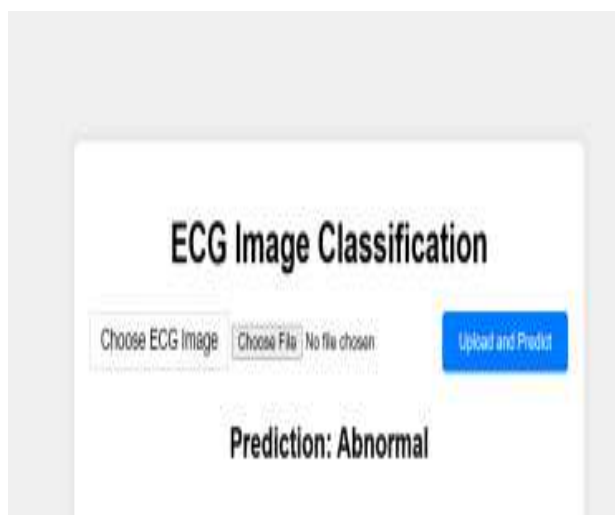 ECG Image Classification
Choose ECG Image Choose File No file chosen Upload and Predict
Prediction: Abnormal